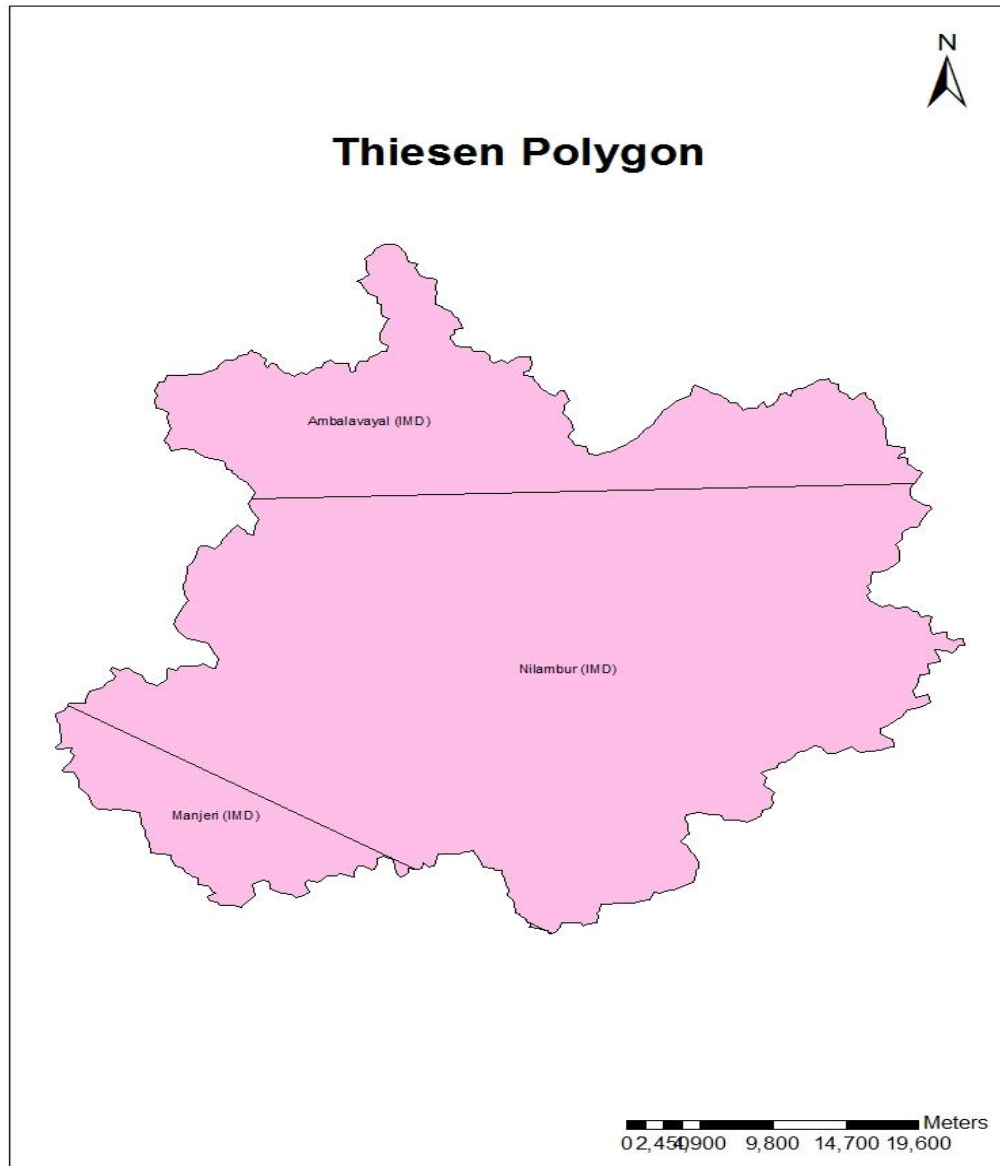 N
Thiesen Polygon
Ambalavayal (IMD)
Nilambur (IMD)
Manjeri (IMD)
Meters
0 2,450 4,900 9,800 14,700 19,600